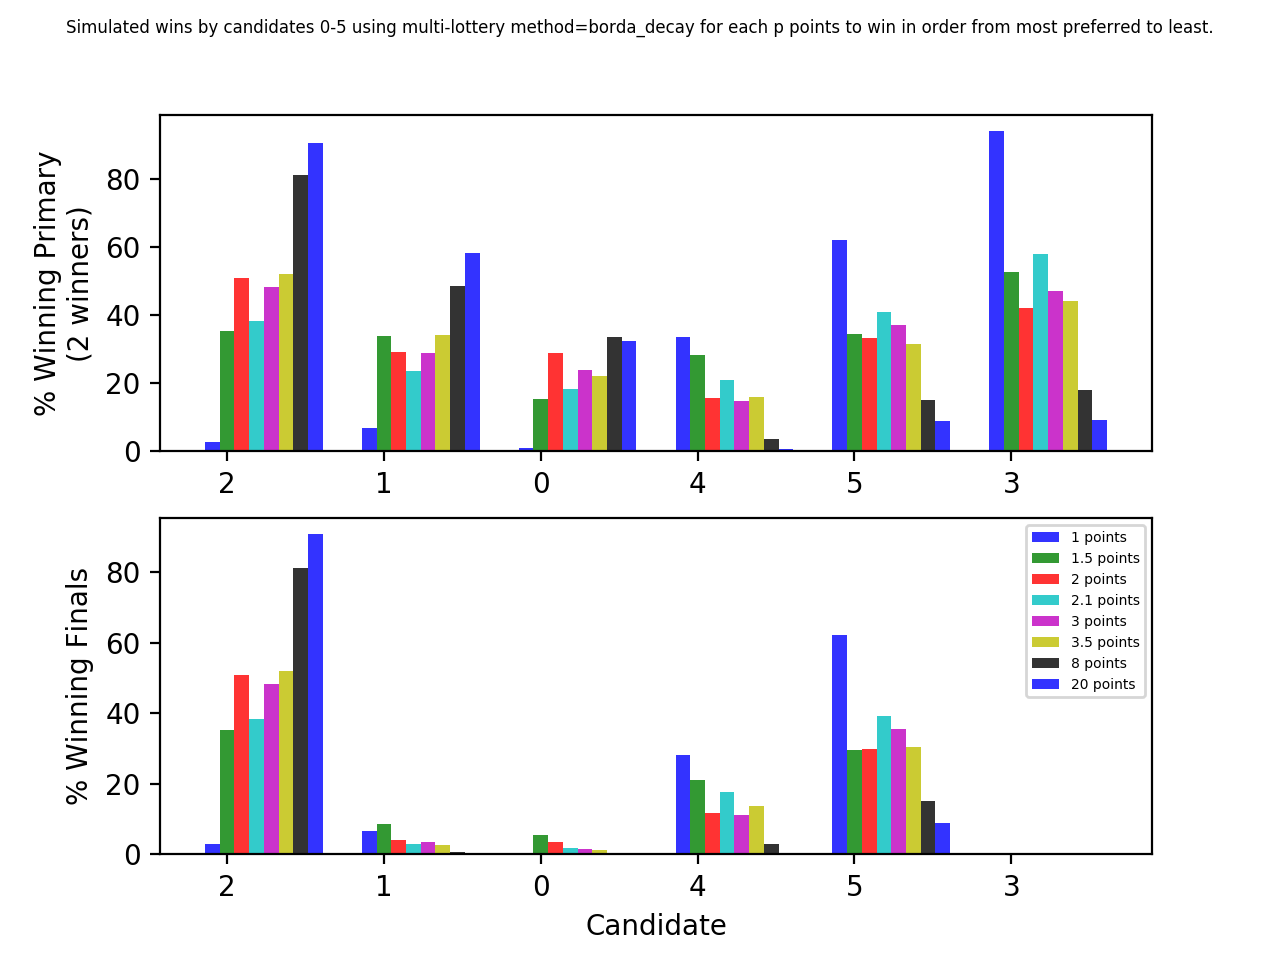 Simulated wins by candidates 0-5 using multi-lottery method=borda_decay for each p points to win in order from most preferred to least.
% Winning Primary
(2 winners)
80
60
40
20
0
2 1 0 4 5 3
% Winning Finals
80
60
40
20
0
1 points
1.5 points
2 points
2.1 points
3 points
3.5 points
8 points
20 points
2 1 0 4 5 3
Candidate